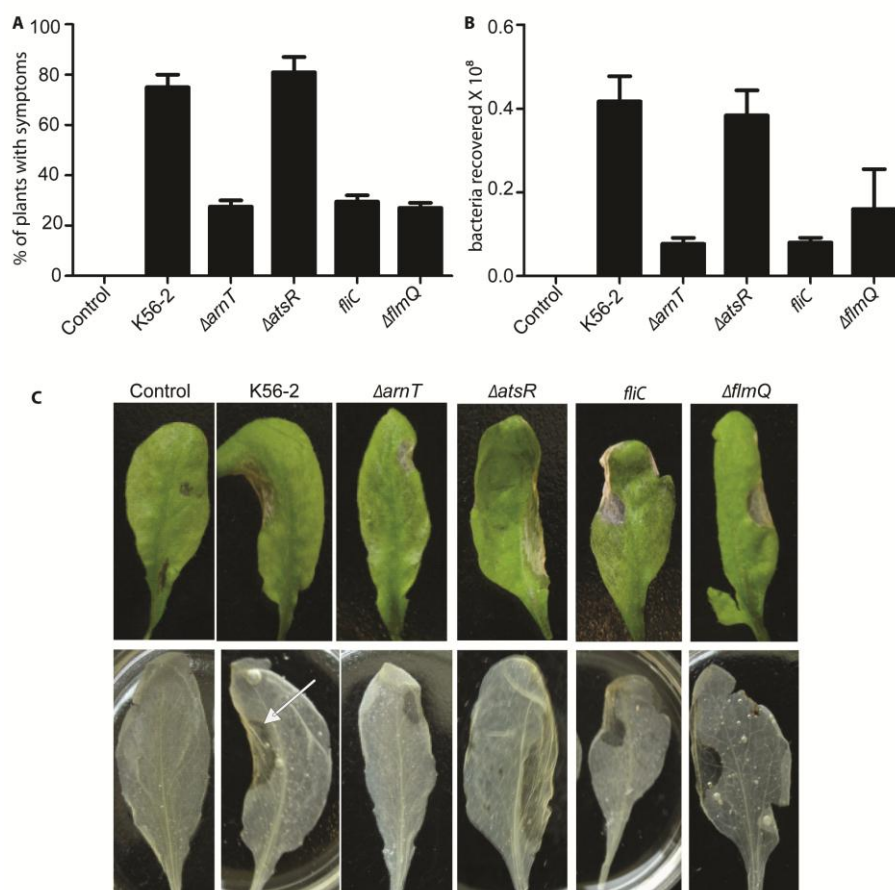 A
% of plants with symptoms
100
80
60
40
20
0
Control
K56-2
ΔarnT
ΔatsR
fliC
ΔflmQ
B
bacteria recovered X 10⁸
0.6
0.4
0.2
0.0
Control
K56-2
ΔarnT
ΔatsR
fliC
ΔflmQ
C
Control K56-2 ΔarnT ΔatsR fliC ΔflmQ